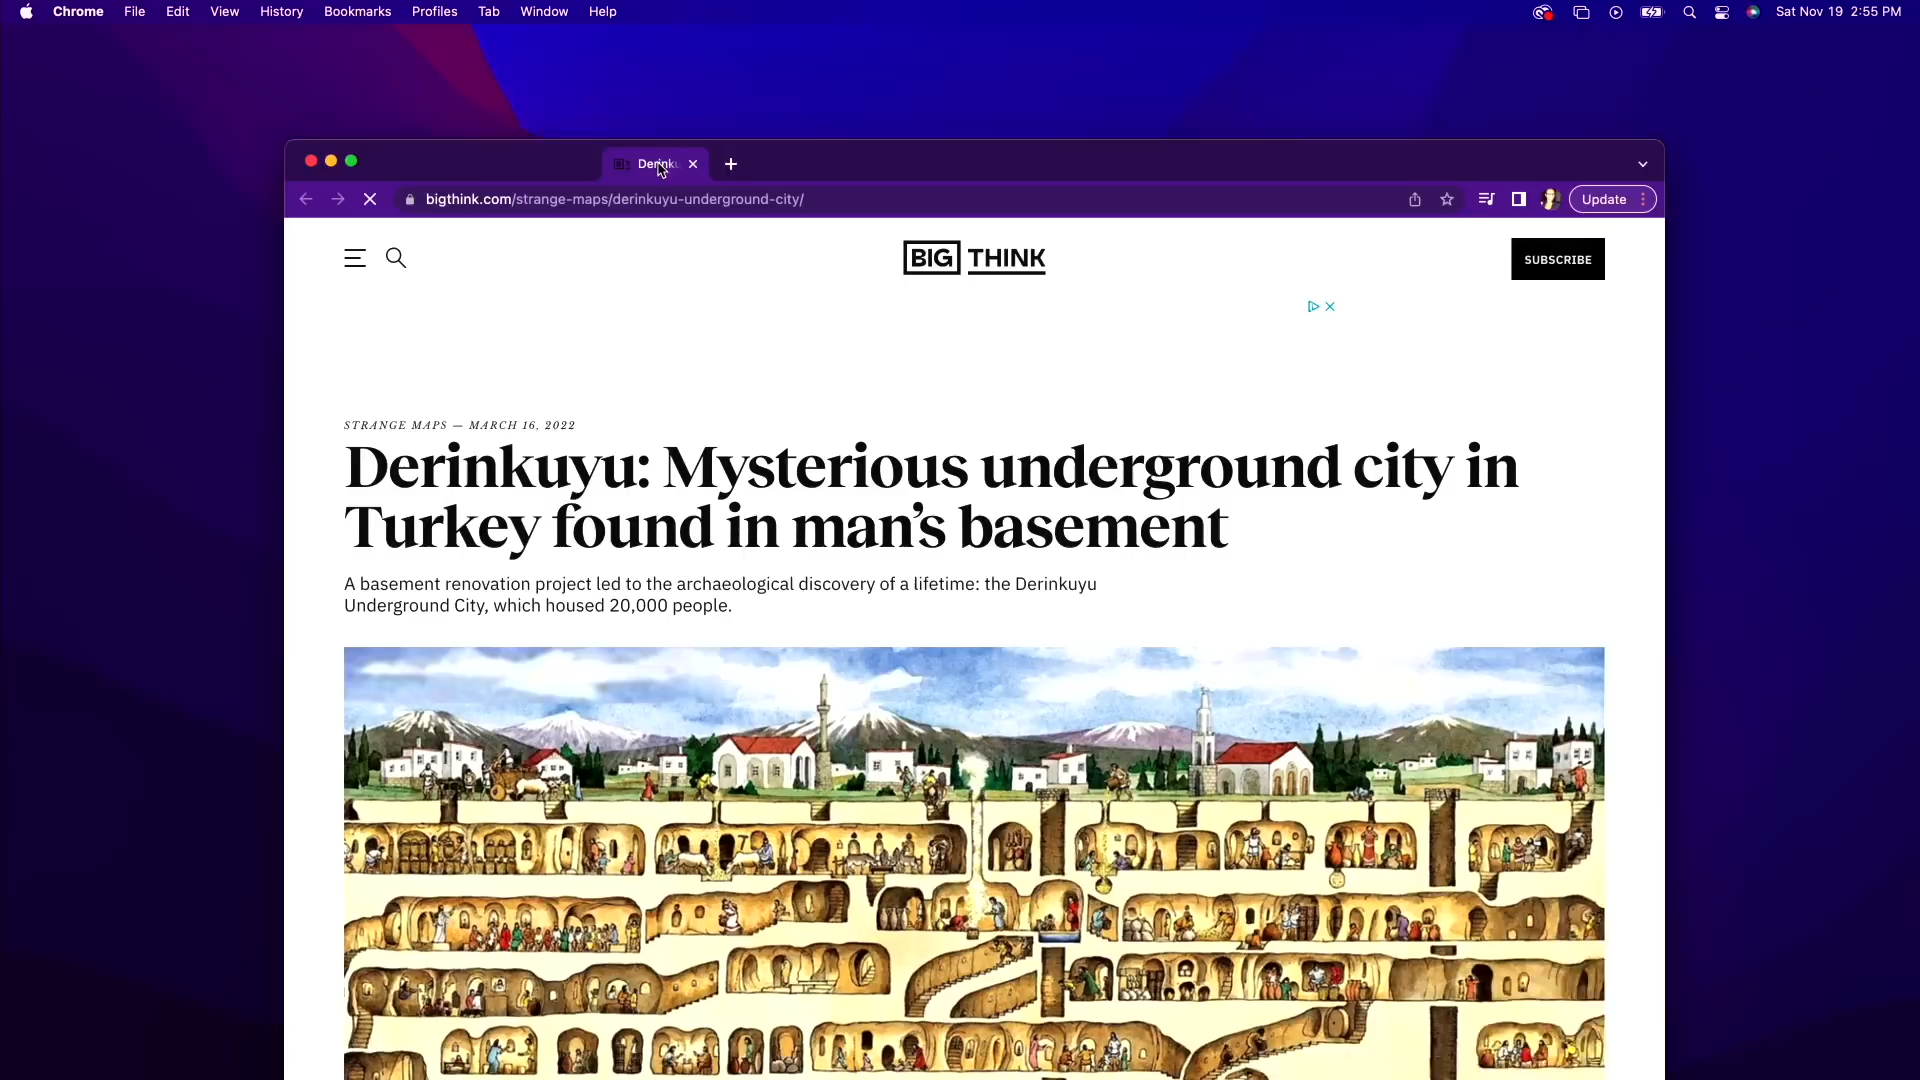 Chrome File Edit View History Bookmarks Profiles Tab Window Help Sat Nov 19 2:55 PM
bigthink.com/strange-maps/derinkuyu-underground-city/ Update
BIG THINK
SUBSCRIBE
STRANGE MAPS — MARCH 16, 2022
Derinkuyu: Mysterious underground city in
Turkey found in man’s basement
A basement renovation project led to the archaeological discovery of a lifetime: the Derinkuyu
Underground City, which housed 20,000 people.